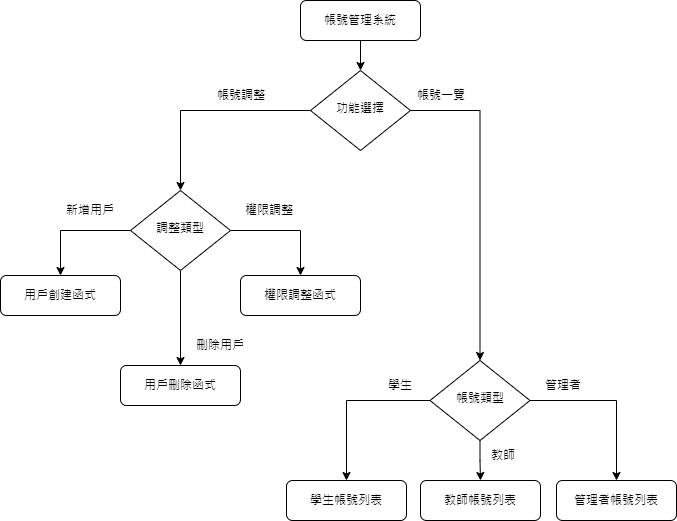 帳號管理系統
帳號調整
帳號一覽
功能選擇
新增用戶
權限調整
調整類型
用戶創建函式
權限調整函式
刪除用戶
用戶刪除函式
學生
管理者
帳號類型
教師
學生帳號列表
教師帳號列表
管理者帳號列表